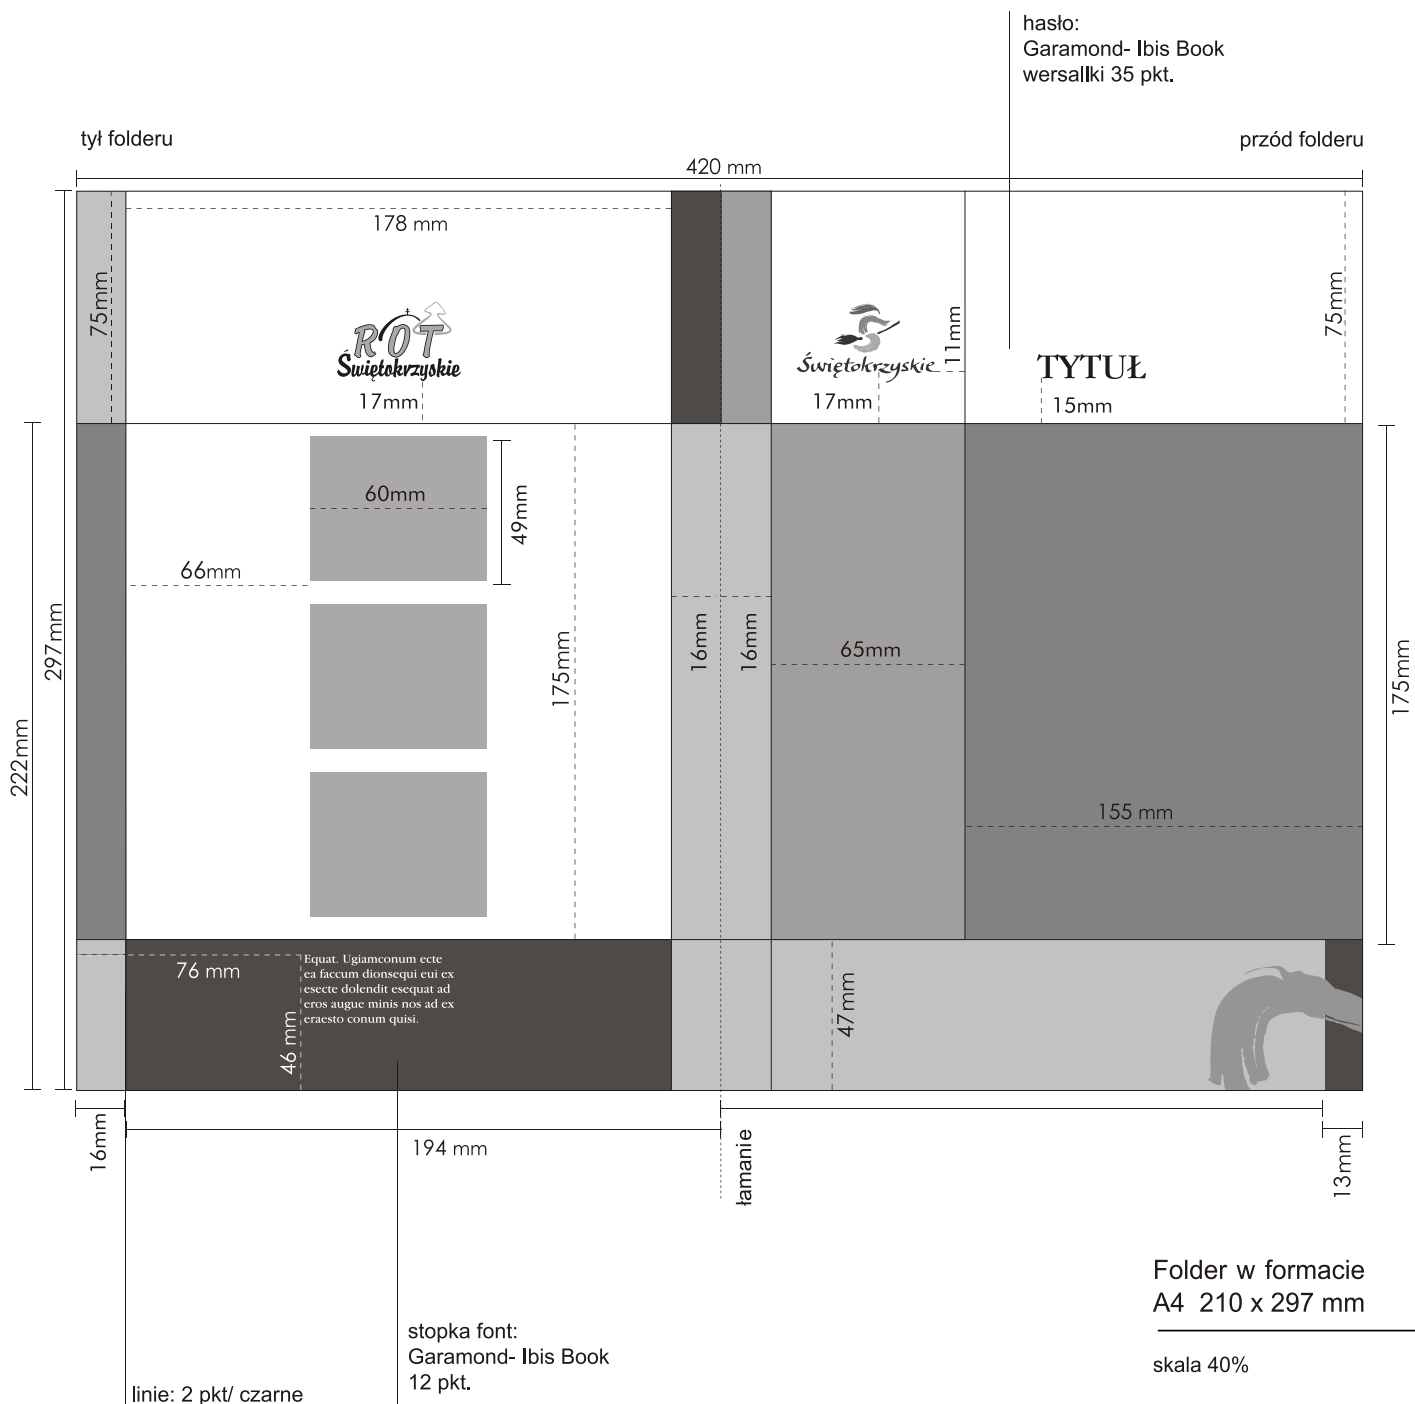 hasło:
Garamond- Ibis Book
wersallki 35 pkt.
tył folderu
przód folderu
420 mm
178 mm
75mm
75mm
ROT
Świętokrzyskie
Świętokrzyskie
11mm
TYTUŁ
17mm
17mm
15mm
60mm
49mm
66mm
297mm
222mm
175mm
16mm
16mm
65mm
175mm
155 mm
76 mm
Equat. Ugiamconum ecte
ea faccum dionsequi eui ex
esecte dolendit esequat ad
eros augue minis nos ad ex
eraesto conum quisi.
46 mm
47mm
16mm
194 mm
łamanie
13mm
Folder w formacie
A4 210 x 297 mm
skala 40%
stopka font:
Garamond- Ibis Book
12 pkt.
linie: 2 pkt/ czarne